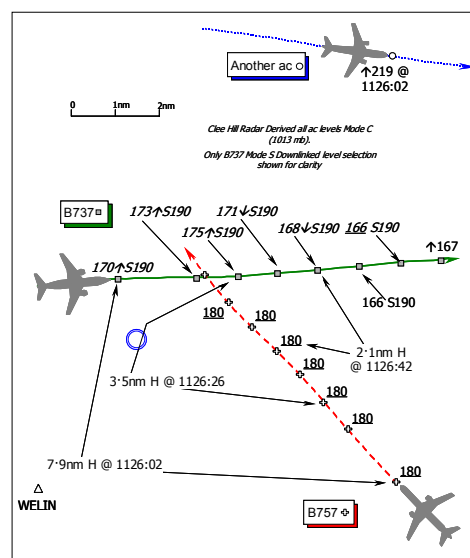 Another ac
↑219 @
1126:02
0 1nm 2nm
Clee Hill Radar Derived all ac levels Mode C
(1013 mb).
Only B737 Mode S Downlinked level selection
shown for clarity
B737
173↑S190
171↓S190
175↑S190
168↓S190
166 S190
↑167
170↑S190
166 S190
180
180
180
2·1nm H
@ 1126:42
180
3·5nm H @ 1126:26
180
180
7·9nm H @ 1126:02
180
WELIN
B757